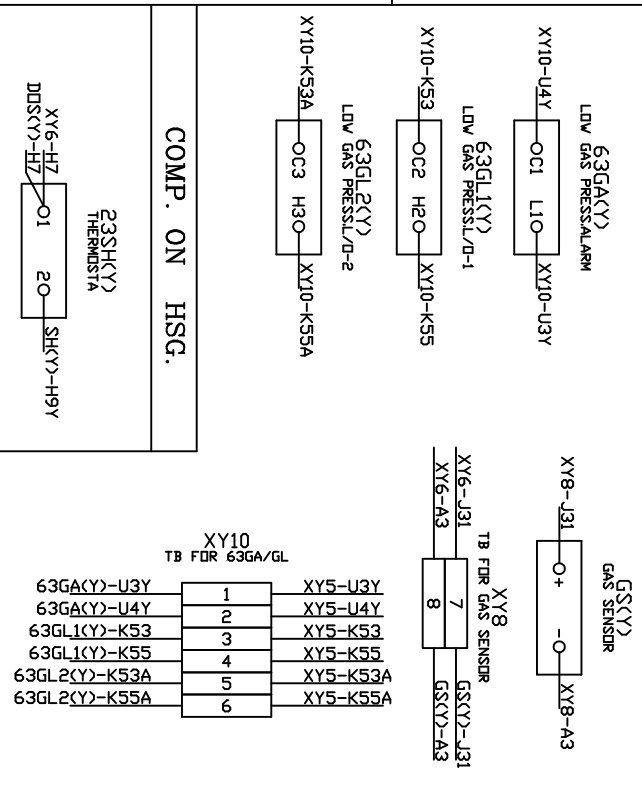 63GA(Y)
LOW GAS PRESS.ALARM
XY10-U4Y
C1 L1
XY10-U3Y
63GL1(Y)
LOW GAS PRESS.L/O-1
XY10-K53
C2 H2
XY10-K55
63GL2(Y)
LOW GAS PRESS.L/O-2
XY10-K53A
C3 H3
XY10-K55A
COMP. ON HSG.
23SH(Y)
THERMOSTA
XY6-H7
DOS(Y)-H7
1 2
SH(Y)-H9Y
GS(Y)
GAS SENSOR
XY8-J31
+ -
XY8-A3
XY8
TB FOR GAS SENSOR
XY6-J31 7 GS(Y)-J31
XY6-A3 8 GS(Y)-A3
XY10
TB FOR 63GA/GL
63GA(Y)-U3Y 1 XY5-U3Y
63GA(Y)-U4Y 2 XY5-U4Y
63GL1(Y)-K53 3 XY5-K53
63GL1(Y)-K55 4 XY5-K55
63GL2(Y)-K53A 5 XY5-K53A
63GL2(Y)-K55A 6 XY5-K55A